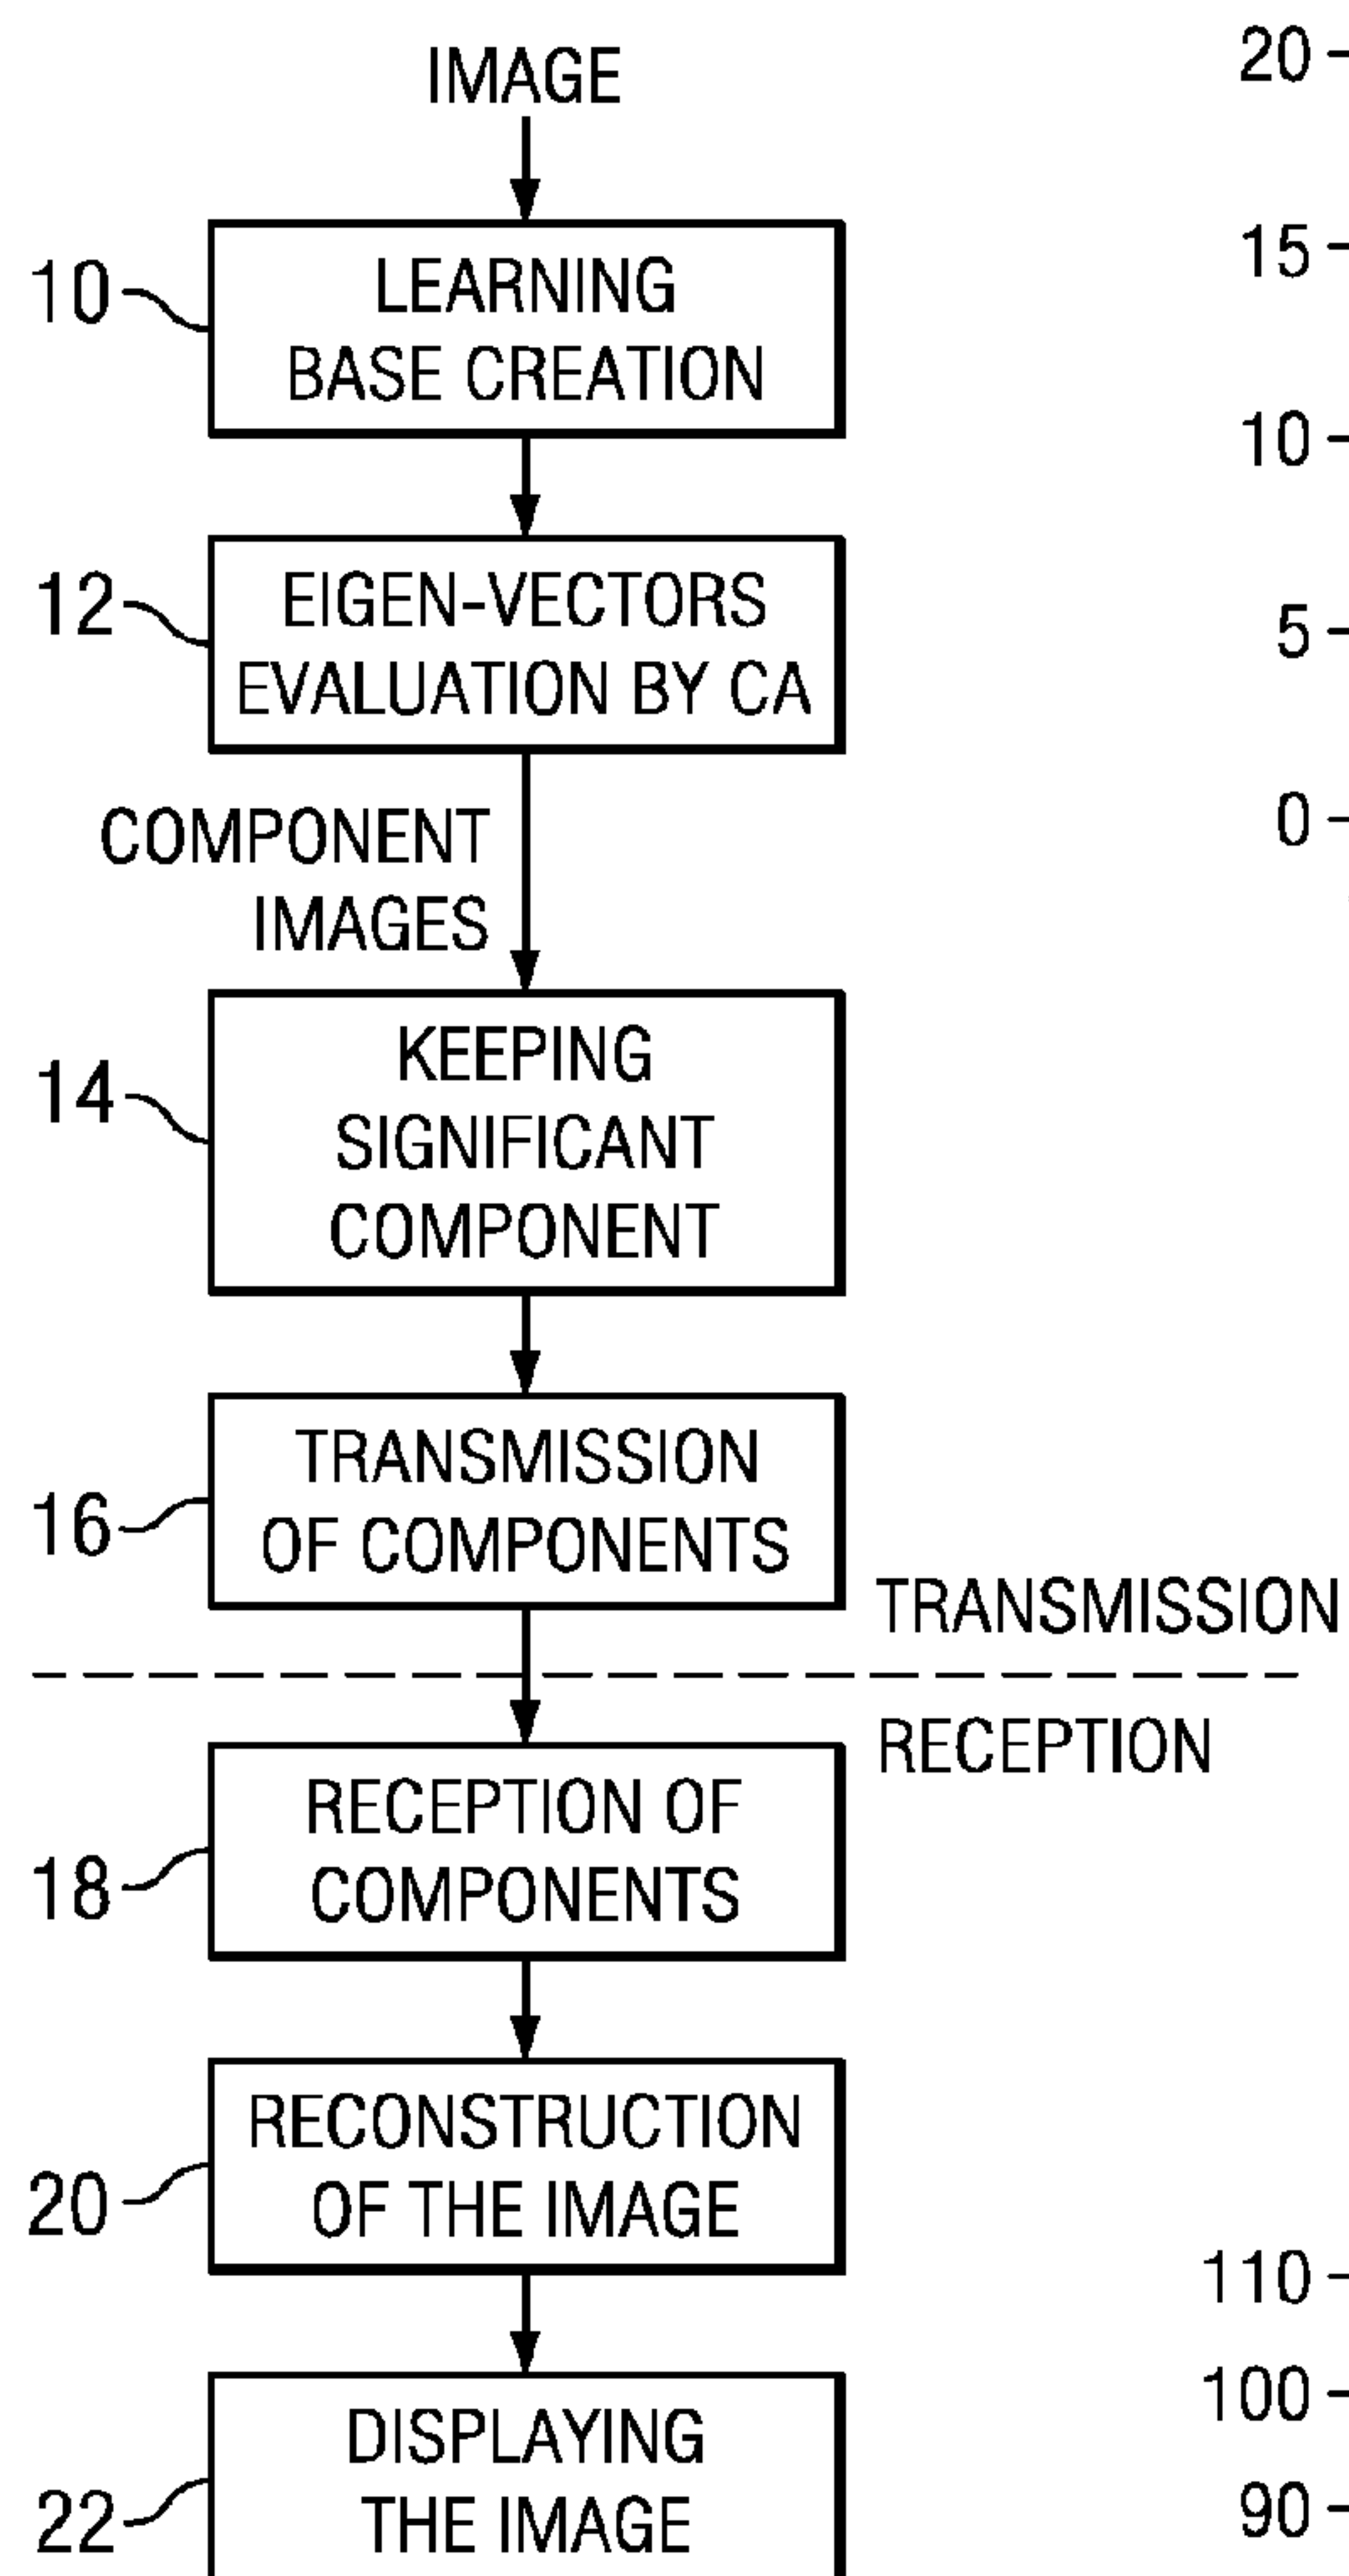 IMAGE
10
LEARNING
BASE CREATION
12
EIGEN-VECTORS
EVALUATION BY CA
COMPONENT
IMAGES
14
KEEPING
SIGNIFICANT
COMPONENT
16
TRANSMISSION
OF COMPONENTS
TRANSMISSION
RECEPTION
18
RECEPTION OF
COMPONENTS
20
RECONSTRUCTION
OF THE IMAGE
22
DISPLAYING
THE IMAGE
20
15
10
5
0
110
100
90